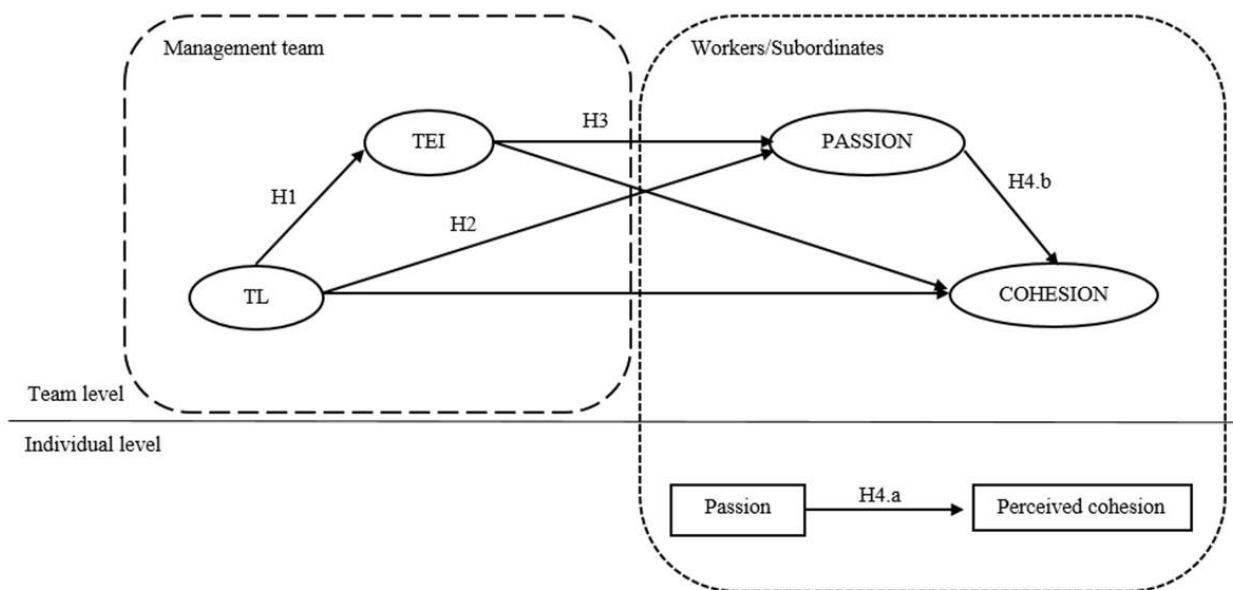 Management team
Workers/Subordinates
TEI
H3
PASSION
H1
H2
H4.b
TL
COHESION
Team level
Individual level
Passion
H4.a
Perceived cohesion